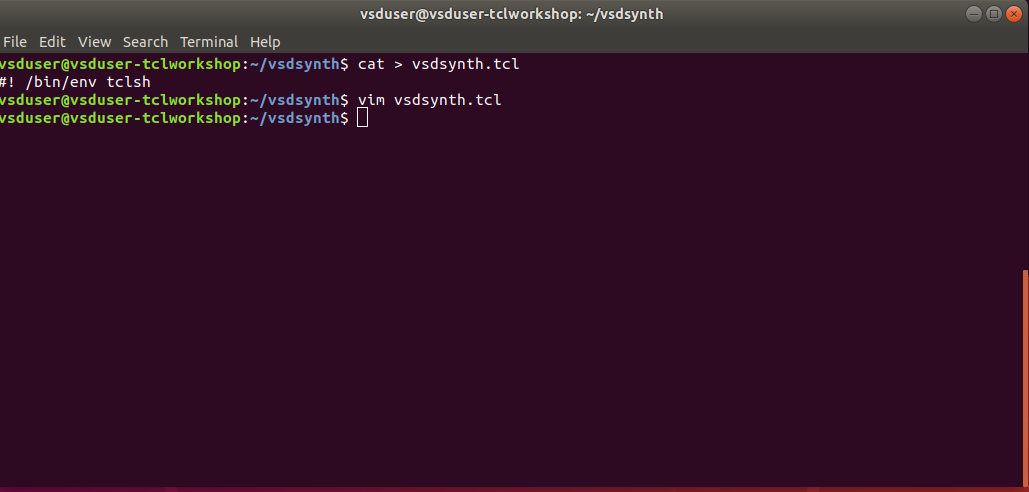 vsduser@vsduser-tclworkshop: ~/vsdsynth
File Edit View Search Terminal Help
vsduser@vsduser-tclworkshop:~/vsdsynth$ cat > vsdsynth.tcl
#! /bin/env tclsh
vsduser@vsduser-tclworkshop:~/vsdsynth$ vim vsdsynth.tcl
vsduser@vsduser-tclworkshop:~/vsdsynth$